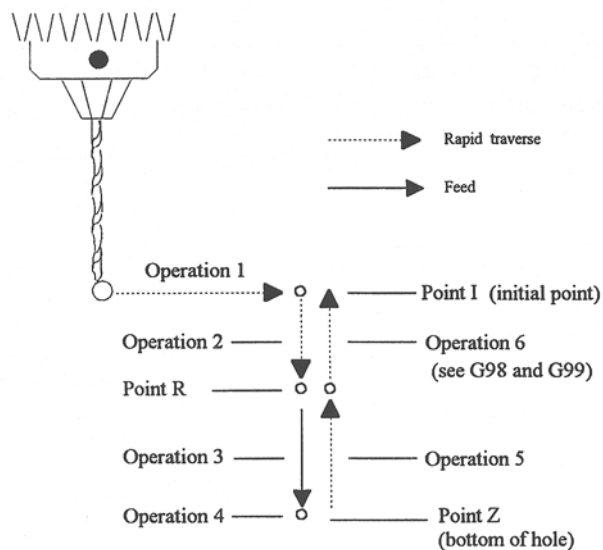 Rapid traverse
Feed
Operation 1
Point I (initial point)
Operation 2
Operation 6
(see G98 and G99)
Point R
Operation 3
Operation 5
Operation 4
Point Z
(bottom of hole)